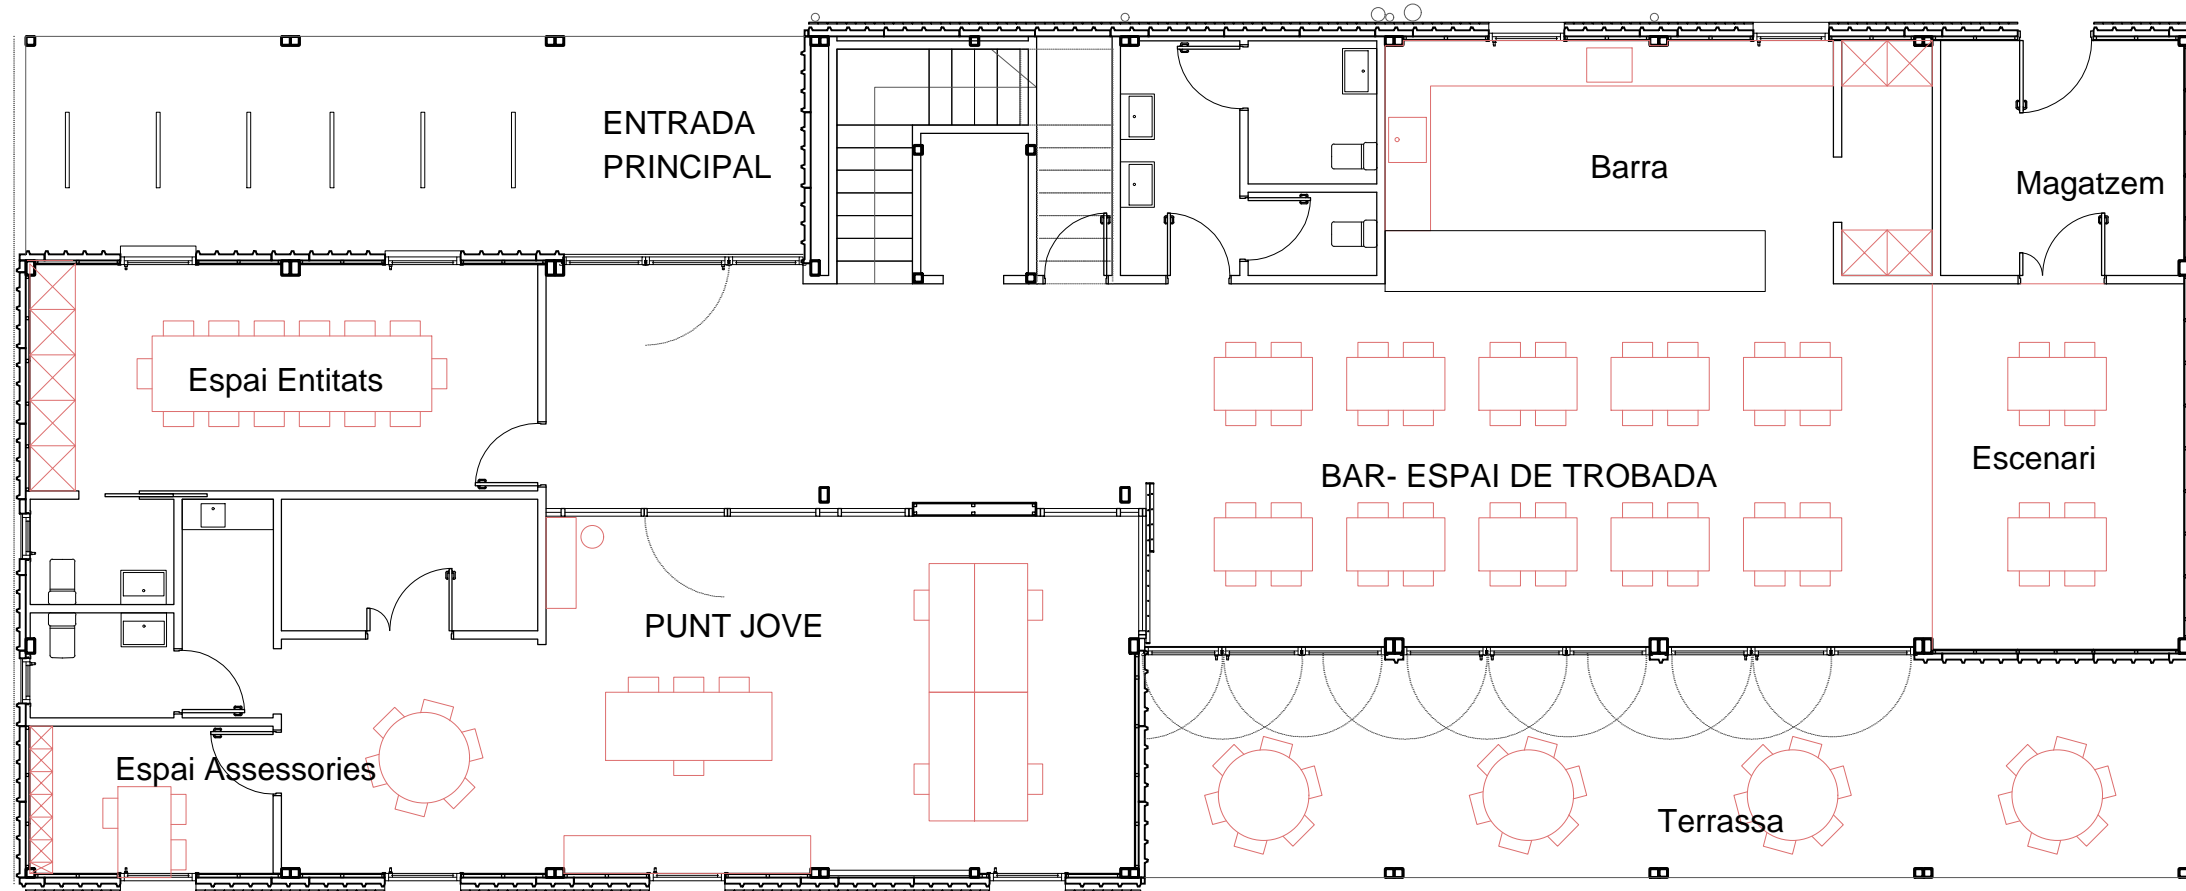 ENTRADA
PRINCIPAL
Barra
Magatzem
Espai Entitats
Escenari
BAR- ESPAI DE TROBADA
PUNT JOVE
Espai Assessories
Terrassa